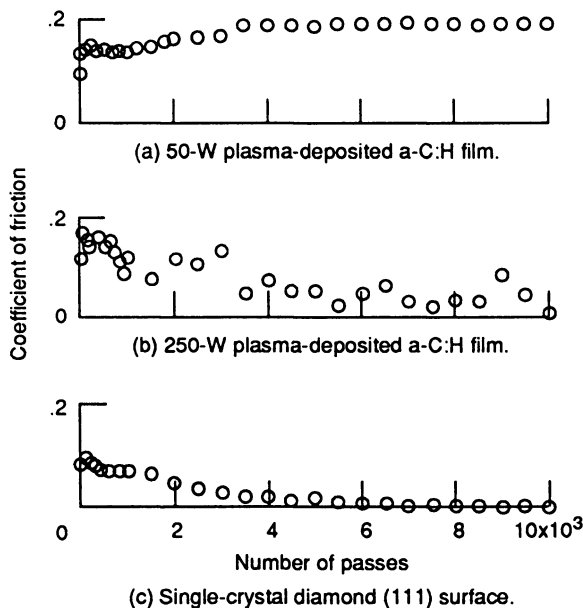 .2
0
(a) 50-W plasma-deposited a-C:H film.
Coefficient of friction
.2
0
(b) 250-W plasma-deposited a-C:H film.
.2
0 2 4 6 8 10x10³
Number of passes
(c) Single-crystal diamond (111) surface.